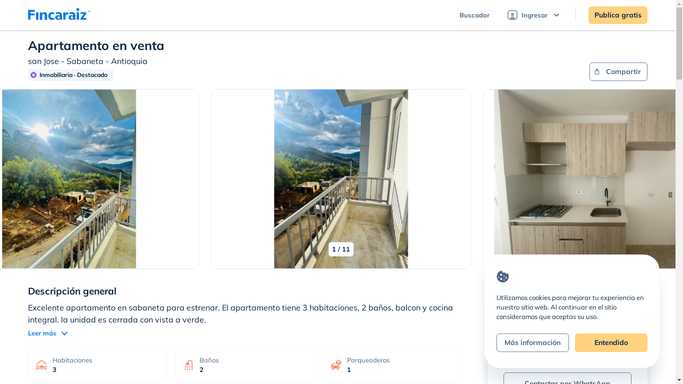 Fincaraiz
Buscador
Ingresar
Publica gratis
Apartamento en venta
san Jose - Sabaneta - Antioquia
Inmobiliaria · Destacado
Compartir
1 / 11
Descripción general
Excelente apartamento en sabaneta para estrenar. El apartamento tiene 3 habitaciones, 2 baños, balcon y cocina
integral. la unidad es cerrada con vista a verde.
Leer más
Habitaciones
3
Baños
2
Parqueaderos
1
Utilizamos cookies para mejorar tu experiencia en
nuestro sitio web. Al continuar en el sitio
consideramos que aceptas su uso.
Más información
Entendido
Contactar por WhatsApp